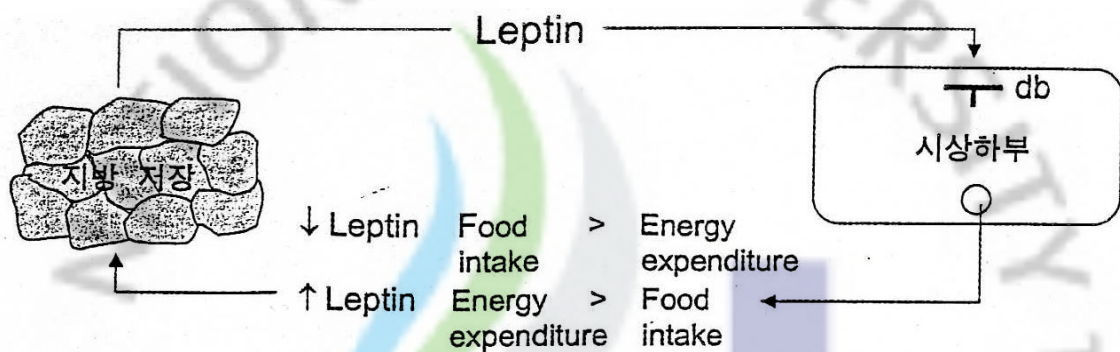 Leptin
db
지방 저장
시상하부
↓ Leptin Food intake > Energy expenditure
↑ Leptin Energy expenditure > Food intake